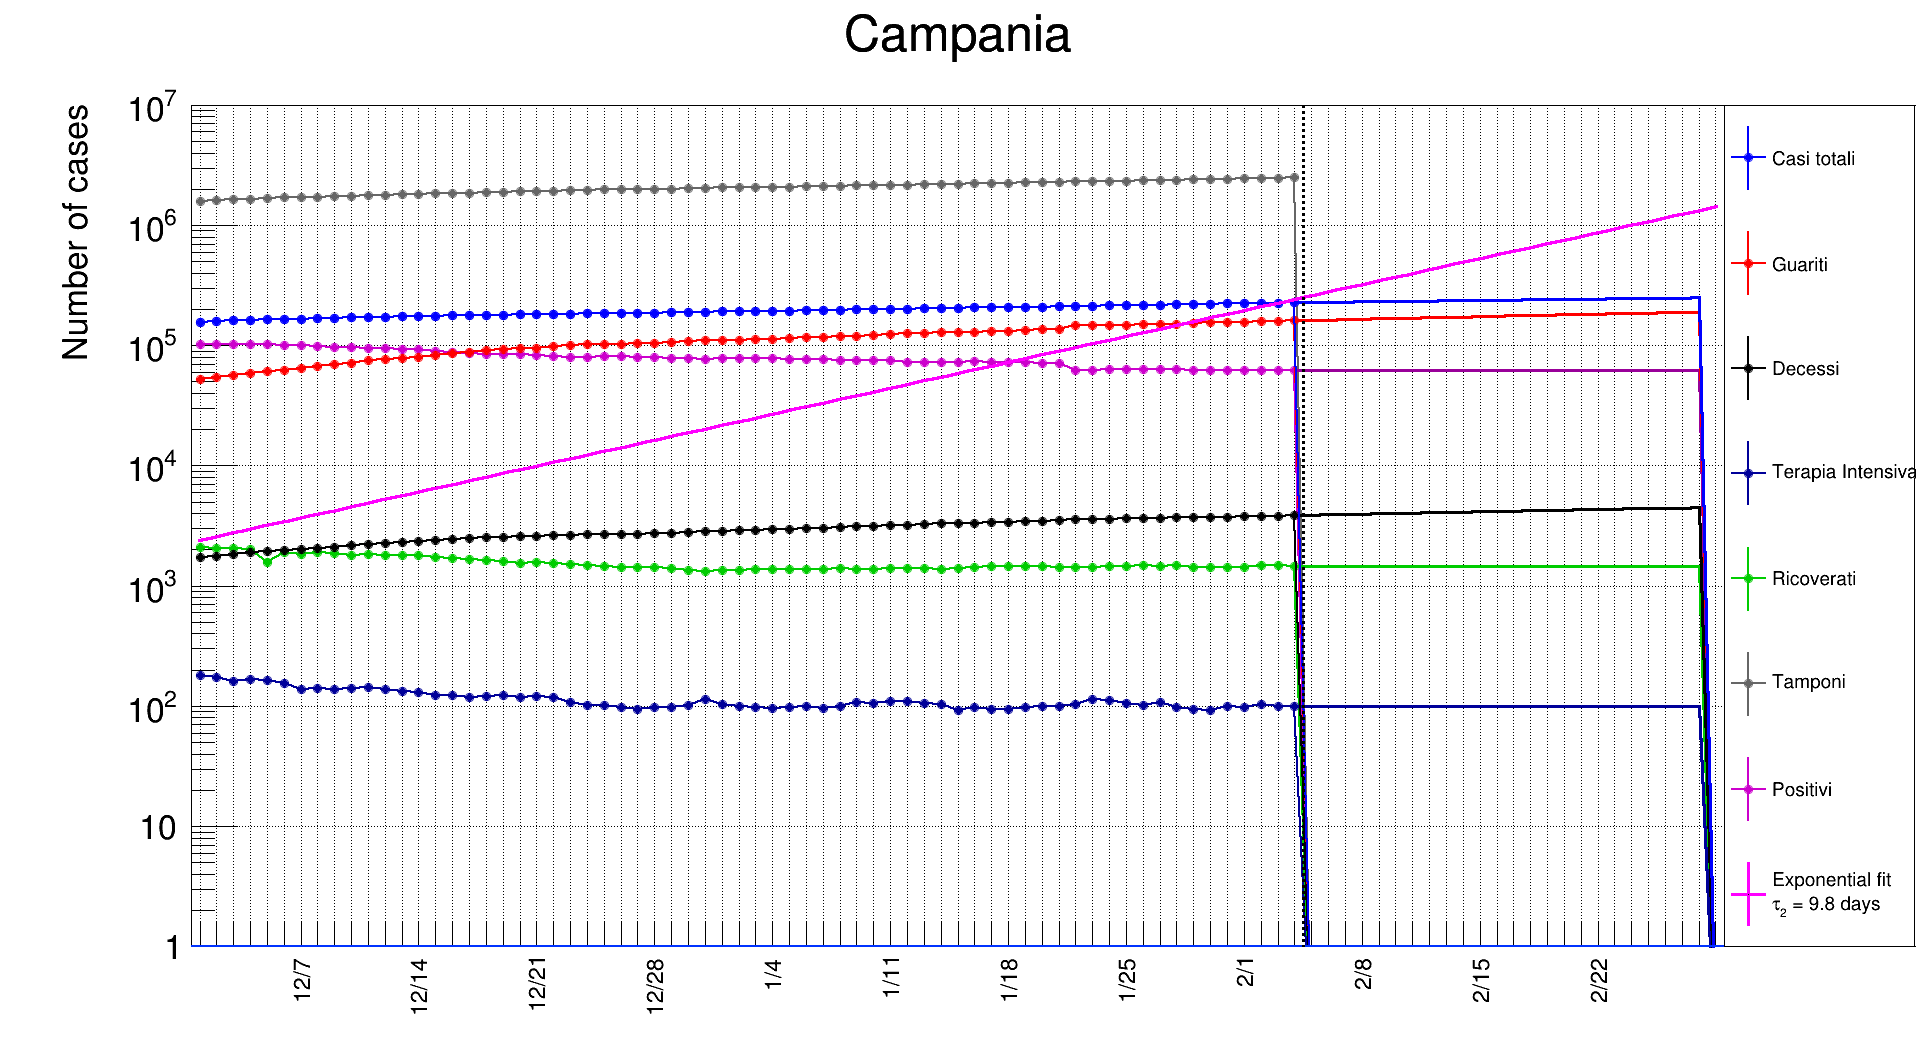 Campania
Number of cases
10^7
10^6
10^5
10^4
10^3
10^2
10
1
12/7
12/14
12/21
12/28
1/4
1/11
1/18
1/25
2/1
2/8
2/15
2/22
Casi totali
Guariti
Decessi
Terapia Intensiva
Ricoverati
Tamponi
Positivi
Exponential fit
τ_2 = 9.8 days